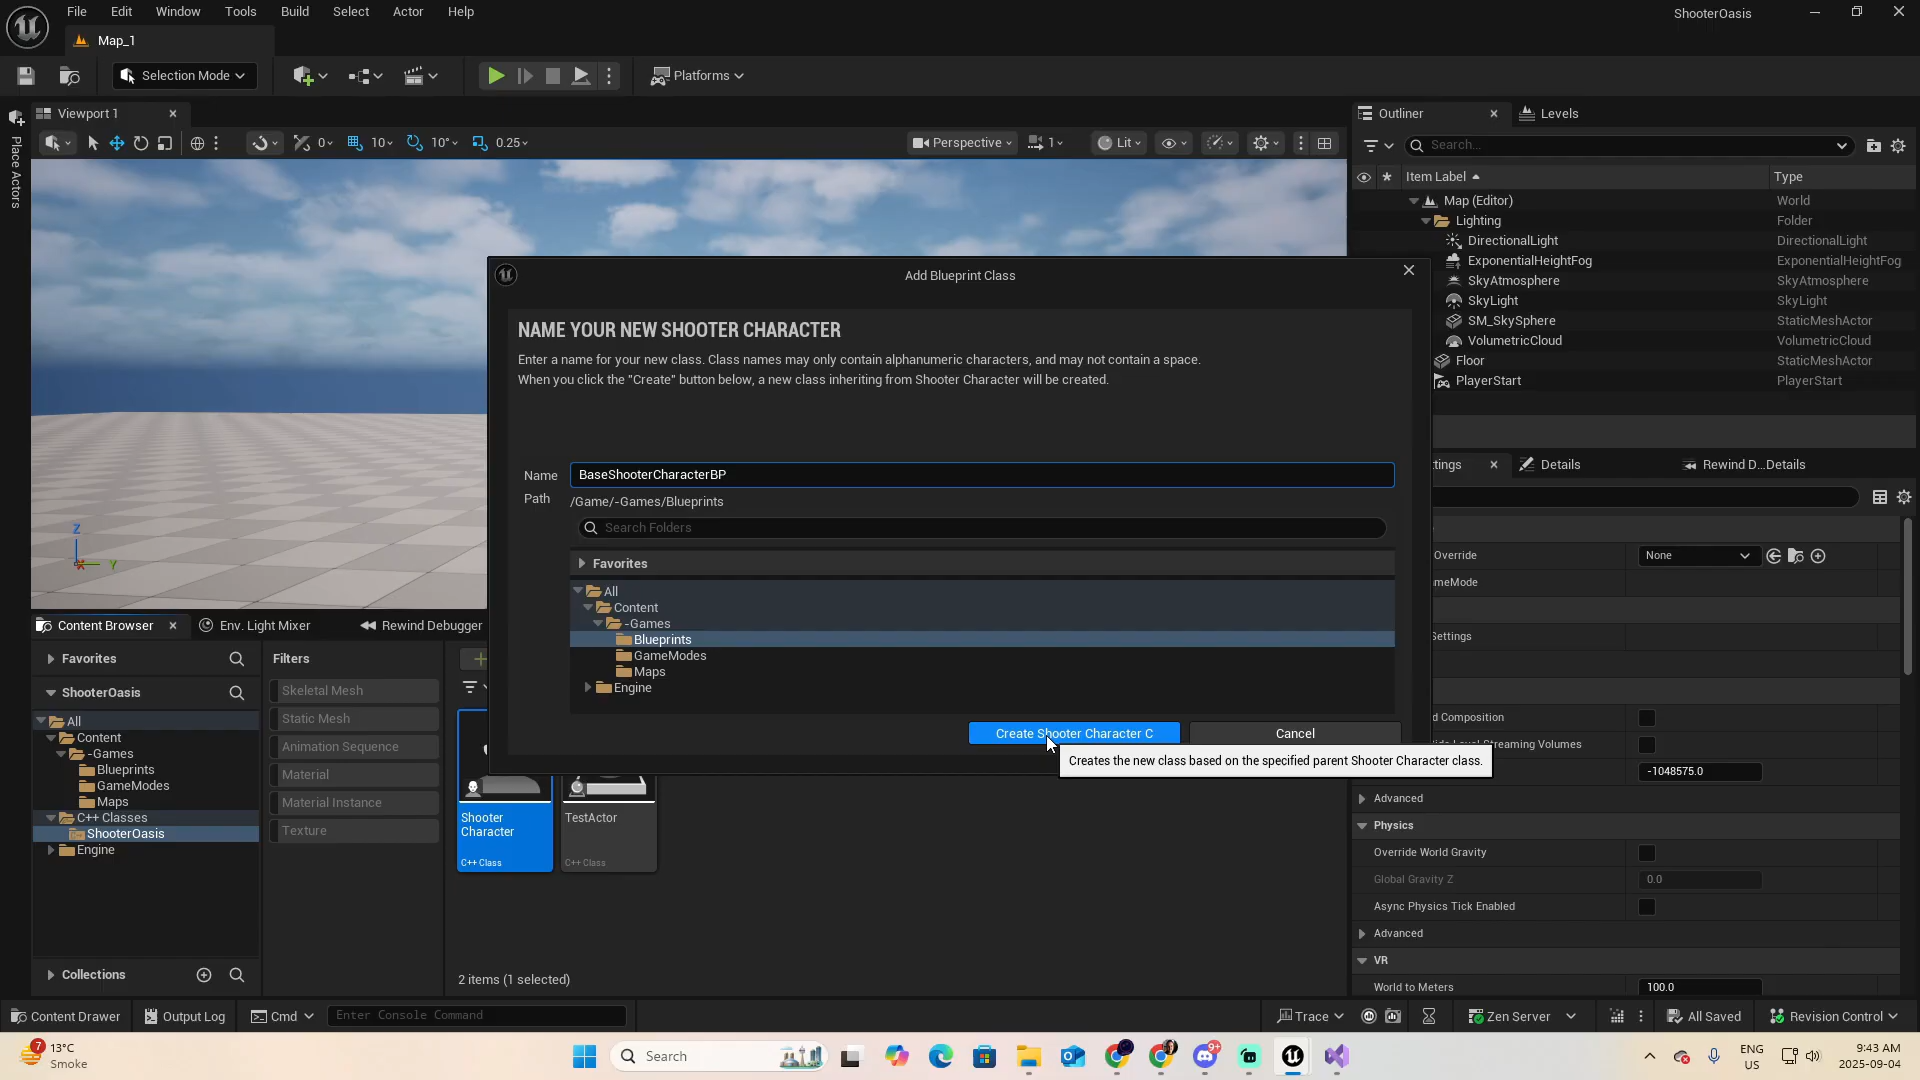 File Edit Window Tools Build Select Actor Help
ShooterOasis
Map_1
Selection Mode
Platforms
Viewport 1
Outliner
Levels
Place Actors
0
10
10°
0.25
Perspective
1
Lit
Search...
Item Label
Type
Map (Editor) World
Lighting Folder
DirectionalLight DirectionalLight
ExponentialHeightFog ExponentialHeightFog
SkyAtmosphere SkyAtmosphere
SkyLight SkyLight
SM_SkySphere StaticMeshActor
VolumetricCloud VolumetricCloud
Floor StaticMeshActor
PlayerStart PlayerStart
Add Blueprint Class
NAME YOUR NEW SHOOTER CHARACTER
Enter a name for your new class. Class names may only contain alphanumeric characters, and may not contain a space.
When you click the "Create" button below, a new class inheriting from Shooter Character will be created.
Name BaseShooterCharacterBP
Path /Game/-Games/Blueprints
Search Folders
Favorites
All
Content
-Games
Blueprints
GameModes
Maps
Engine
Create Shooter Character C
Cancel
Creates the new class based on the specified parent Shooter Character class.
Z
X
Y
Details
Rewind D...Details
Override None
Composition
-1048575.0
Advanced
Physics
Override World Gravity
Global Gravity Z 0.0
Async Physics Tick Enabled
Advanced
VR
World to Meters 100.0
Content Browser
Env. Light Mixer
Rewind Debugger
Favorites
ShooterOasis
All
Content
-Games
Blueprints
GameModes
Maps
C++ Classes
ShooterOasis
Engine
Collections
Filters
Skeletal Mesh
Static Mesh
Animation Sequence
Material
Material Instance
Texture
Shooter
Character
C++ Class
TestActor
C++ Class
2 items (1 selected)
Content Drawer
Output Log
Cmd
Enter Console Command
Trace
Zen Server
All Saved
Revision Control
7
13°C
Smoke
Search
9+
ENG
US
9:43 AM
2025-09-04